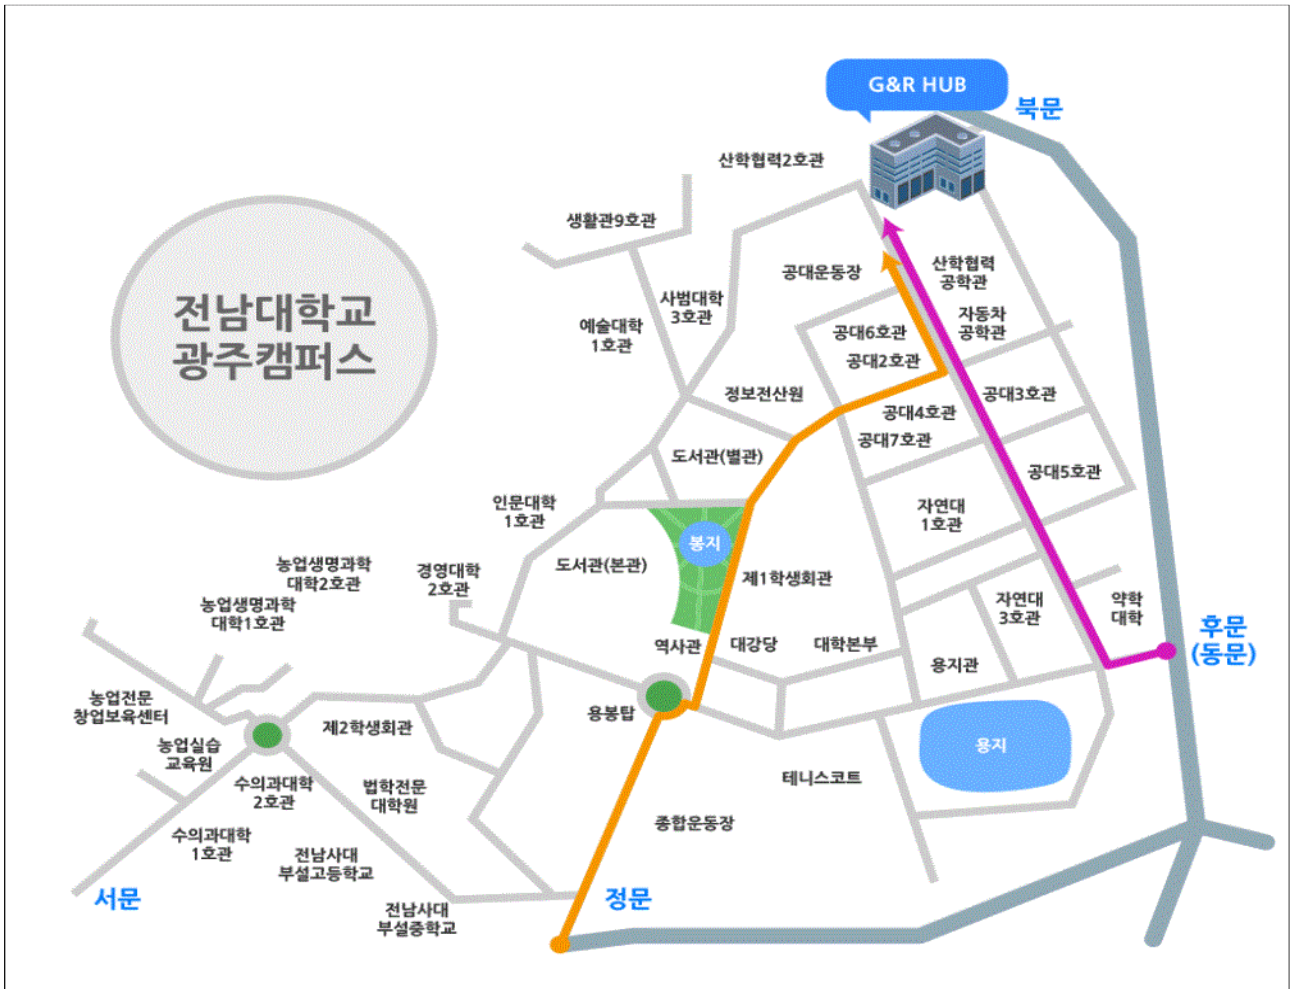 G&R HUB
북문
산학협력2호관
생활관9호관
전남대학교
광주캠퍼스
공대운동장
산학협력
공학관
사범대학
3호관
예술대학
1호관
자동차
공학관
공대6호관
공대2호관
정보전산원
공대3호관
공대4호관
공대7호관
도서관(별관)
공대5호관
인문대학
1호관
자연대
1호관
봉지
도서관(본관)
제1학생회관
농업생명과학
대학2호관
경영대학
2호관
농업생명과학
대학1호관
자연대
3호관
약학
대학
후문
(동문)
역사관
대강당
대학본부
용지관
농업전문
창업보육센터
용봉탑
제2학생회관
농업실습
교육원
용지
수의과대학
2호관
법학전문
대학원
테니스코트
종합운동장
수의과대학
1호관
전남사대
부설고등학교
서문
정문
전남사대
부설중학교